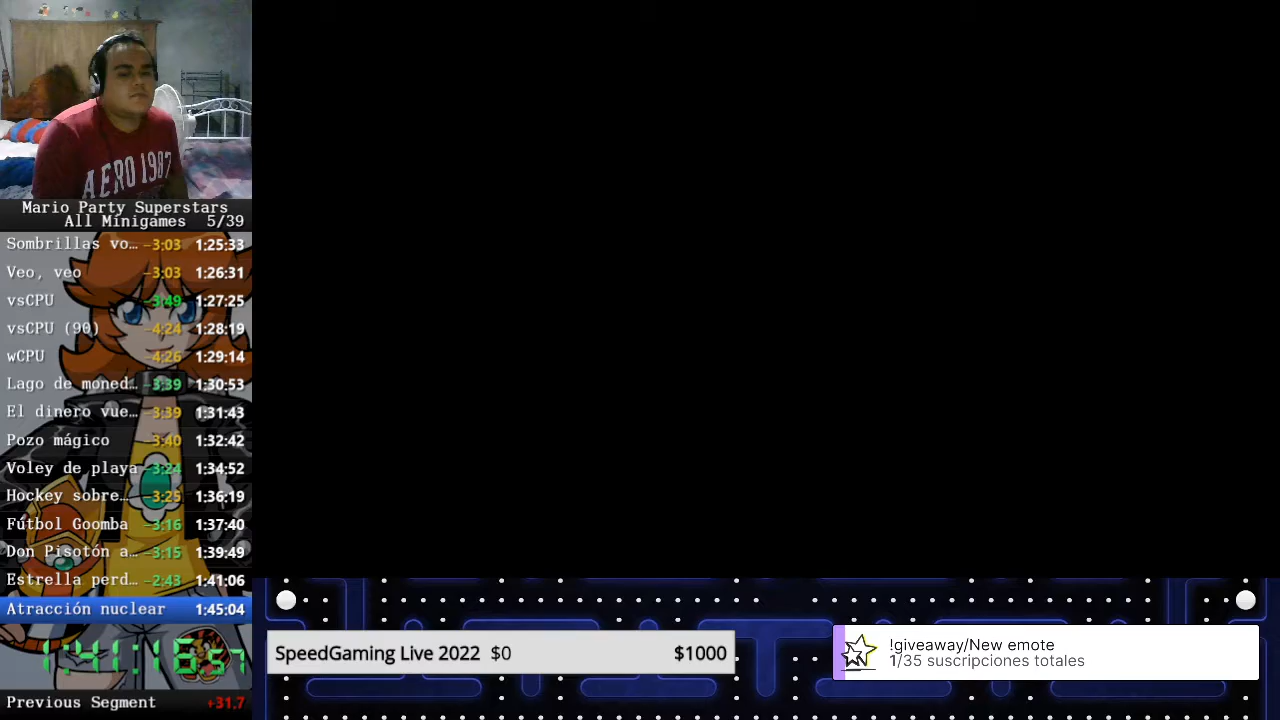 AERO 1987
Mario Party Superstars
All Minigames 5/39
Sombrillas vo… -3:03 1:25:33
Veo, veo -3:03 1:26:31
vsCPU -3:49 1:27:25
vsCPU (90) -4:24 1:28:19
wCPU -4:26 1:29:14
Lago de moned… -3:39 1:30:53
El dinero vue… -3:39 1:31:43
Pozo mágico -3:40 1:32:42
Voley de playa -3:24 1:34:52
Hockey sobre… -3:25 1:36:19
Fútbol Goomba -3:16 1:37:40
Don Pisotón a… -3:15 1:39:49
Estrella perd… -2:43 1:41:06
Atracción nuclear 1:45:04
1:41:16.57
Previous Segment +31.7
SpeedGaming Live 2022 $0 $1000
!giveaway/New emote
1/35 suscripciones totales